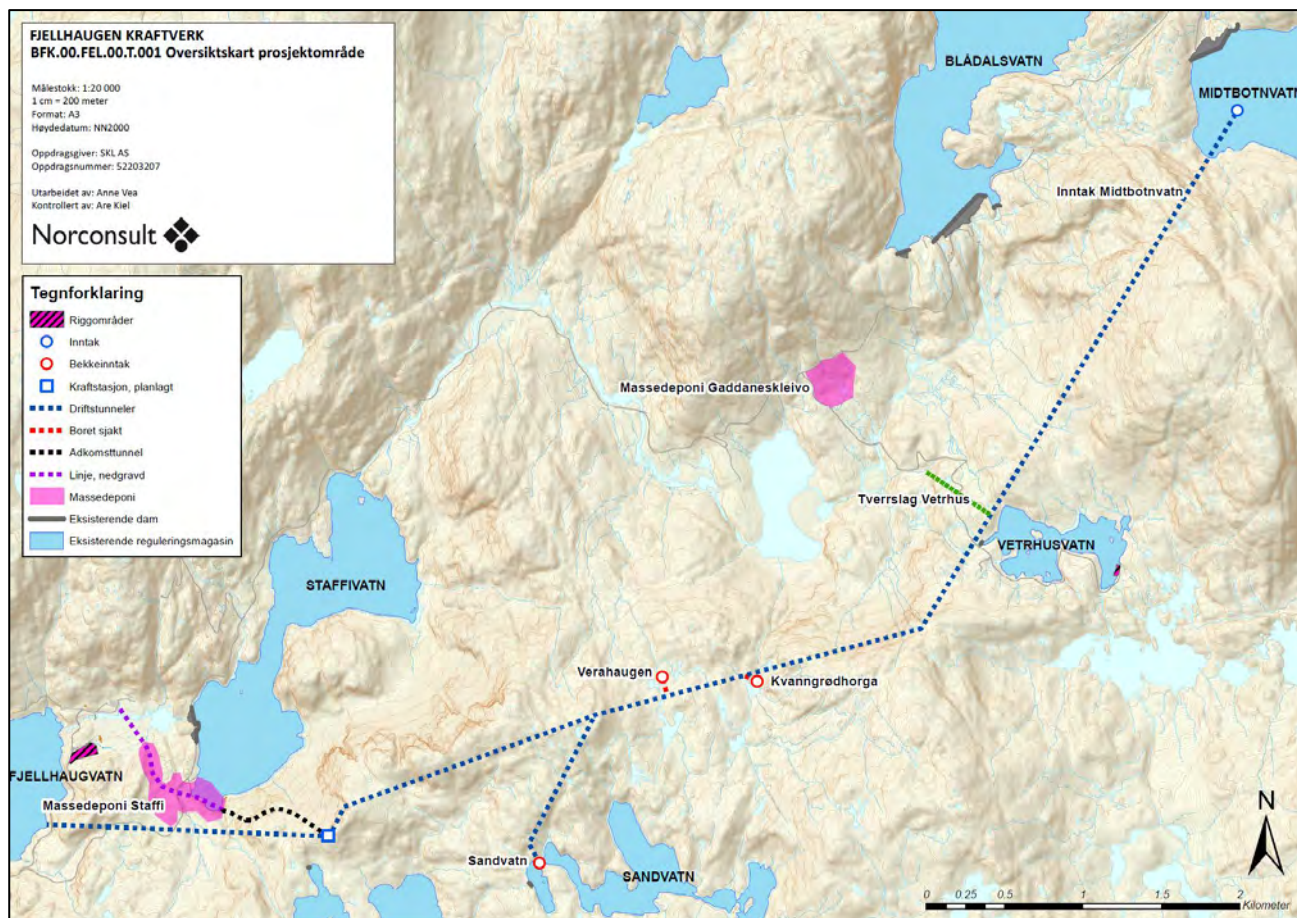 FJELLHAUGEN KRAFTVERK
BFK.00.FEL.00.T.001 Oversiktskart prosjektområde
Målestokk: 1:20 000
1 cm = 200 meter
Format: A3
Høydedatum: NN2000
Oppdragsgiver: SKL AS
Oppdragsnummer: 52203207
Utarbeidet av: Anne Vea
Kontrollert av: Are Kiel
Norconsult
Tegnforklaring
Riggområder
Inntak
Bekkeinntak
Kraftstasjon, planlagt
Driftstunneler
Boret sjakt
Adkomsttunnel
Linje, nedgravd
Massedeponi
Eksisterende dam
Eksisterende reguleringsmagasin
BLÅDALSVATN
MIDTBOTNVATN
Inntak Midtbotnvatn
Massedeponi Gaddaneskleivo
Tverrslag Vetrhus
VETRHUSVATN
STAFFIVATN
Verahaugen
Kvanngrødhorga
FJELLHAUGVATN
Massedeponi Staffi
Sandvatn
SANDVATN
N
0 0.25 0.5 1 1.5 2
Kilometer